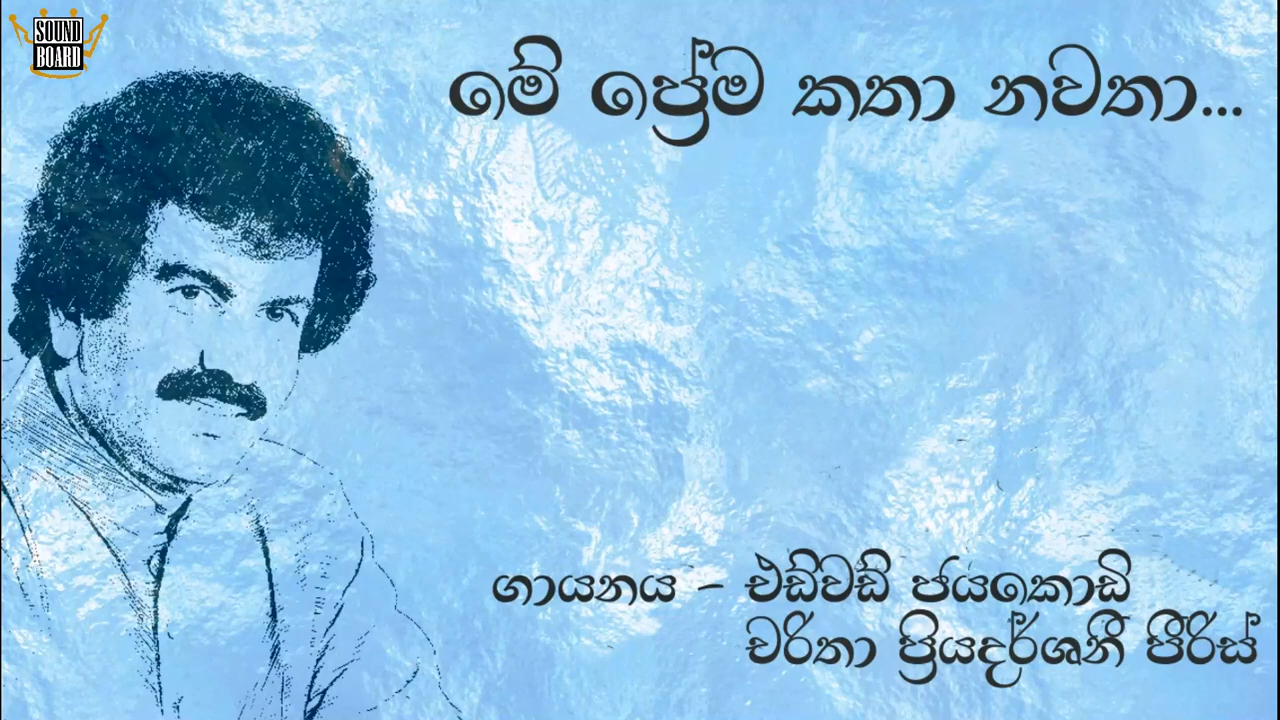 SOUND
BOARD
මේ ප්‍රේම කතා නවතා...
ගායනය - එඩ්වඩ් ජයකොඩි
චරිතා ප්‍රියදර්ශනී පීරිස්